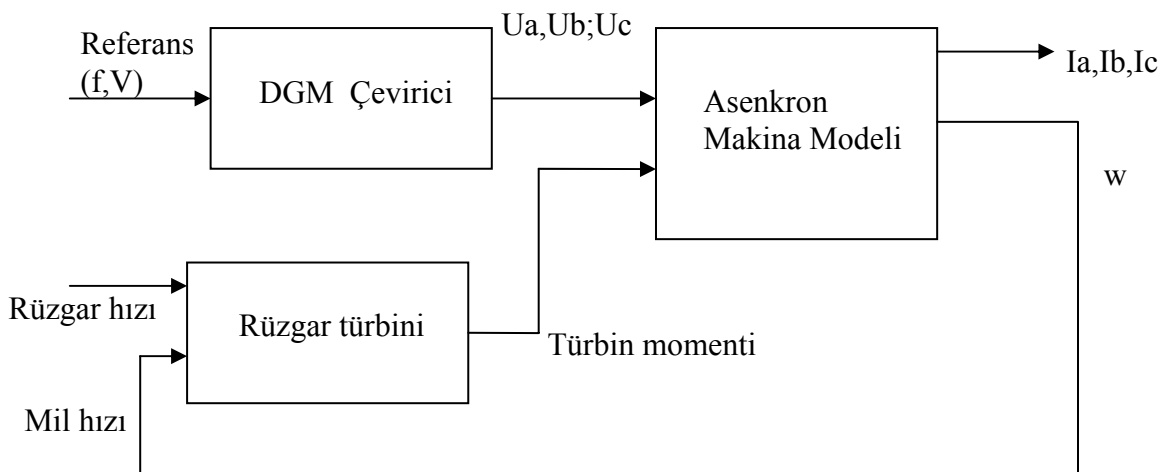 Referans
(f,V)
DGM Çevirici
Ua,Ub;Uc
Asenkron
Makina Modeli
Ia,Ib,Ic
w
Rüzgar hızı
Rüzgar türbini
Türbin momenti
Mil hızı